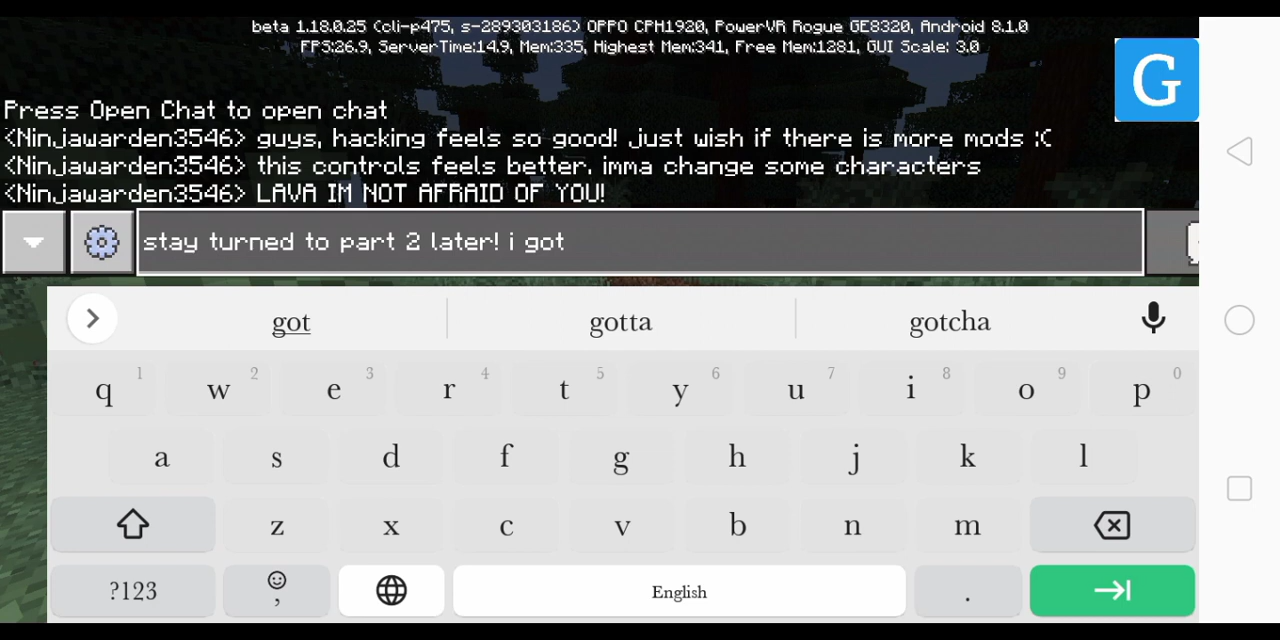 beta 1.18.0.25 (cli-p475, s-289303186) OPPO CPH1920, PowerVR Rogue GE8320, Android 8.1.0
FPS:26.9, ServerTime:14.9, Mem:335, Highest Mem:341, Free Mem:1281, GUI Scale: 3.0
G
Press Open Chat to open chat
<Ninjawarden3546> guys, hacking feels so good! just wish if there is more mods :C
<Ninjawarden3546> this controls feels better. imma change some characters
<Ninjawarden3546> LAVA IM NOT AFRAID OF YOU!
stay turned to part 2 later! i got
got gotta gotcha
q 1 w 2 e 3 r 4 t 5 y 6 u 7 i 8 o 9 p 0
a s d f g h j k l
z x c v b n m
?123 , English .